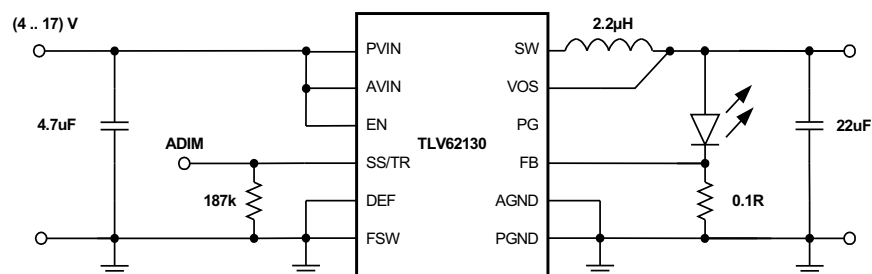 (4 .. 17) V
2.2µH
PVIN
SW
AVIN
VOS
4.7uF
EN
PG
22uF
ADIM
TLV62130
SS/TR
FB
187k
DEF
AGND
0.1R
FSW
PGND